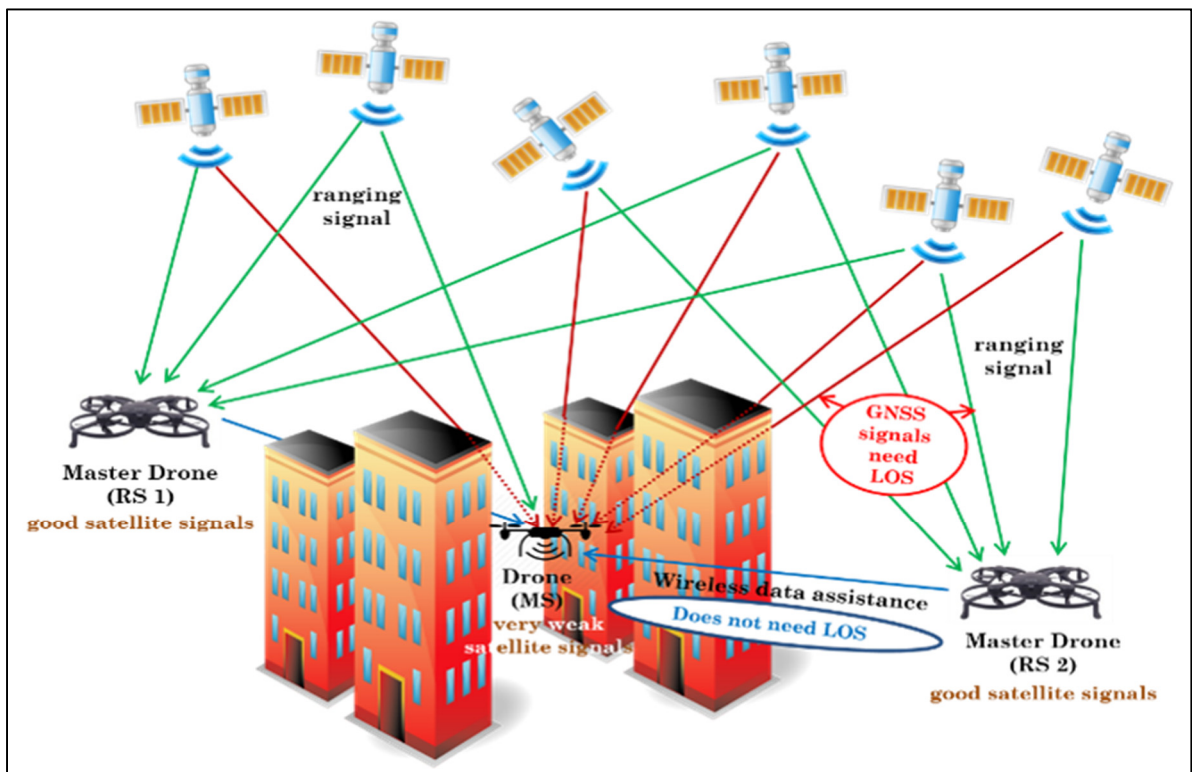 ranging
signal
ranging
signal
GNSS
signals
need
LOS
Master Drone
(RS 1)
good satellite signals
Drone
(MS)
very weak
satellite signals
Wireless data assistance
Does not need LOS
Master Drone
(RS 2)
good satellite signals